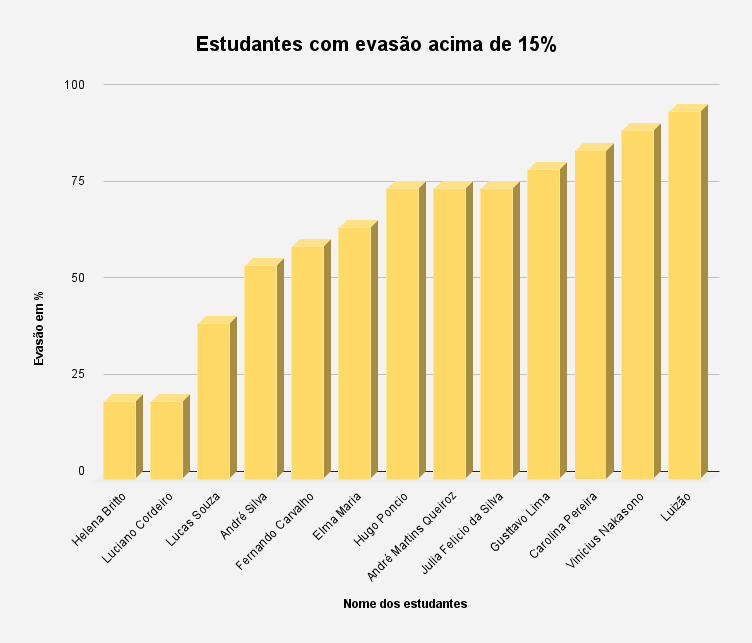 Estudantes com evasão acima de 15%
100
75
50
25
0
Evasão em %
Helena Britto
Luciano Cordeiro
Lucas Souza
André Silva
Fernando Carvalho
Elma Maria
Hugo Poncio
André Martins Queiroz
Julia Felício da Silva
Gusttavo Lima
Carolina Pereira
Vinícius Nakasono
Luizão
Nome dos estudantes